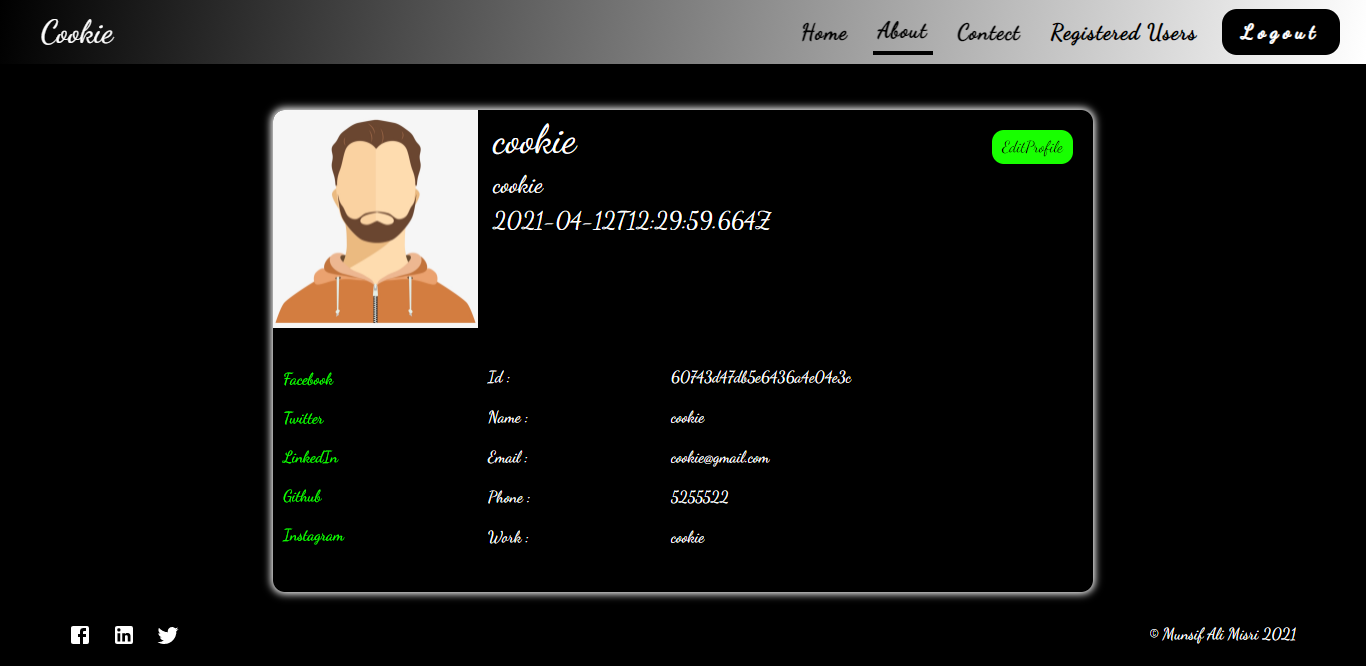 Cookie Home About Contect Registered Users Logout
cookie
EditProfile
cookie
2021-04-12T12:29:59.664Z
Facebook Id : 60743d47db5e6436a4e04e3c
Twitter Name : cookie
LinkedIn Email : cookie@gmail.com
Github Phone : 5255522
Instagram Work : cookie
© Munsif Ali Misri 2021